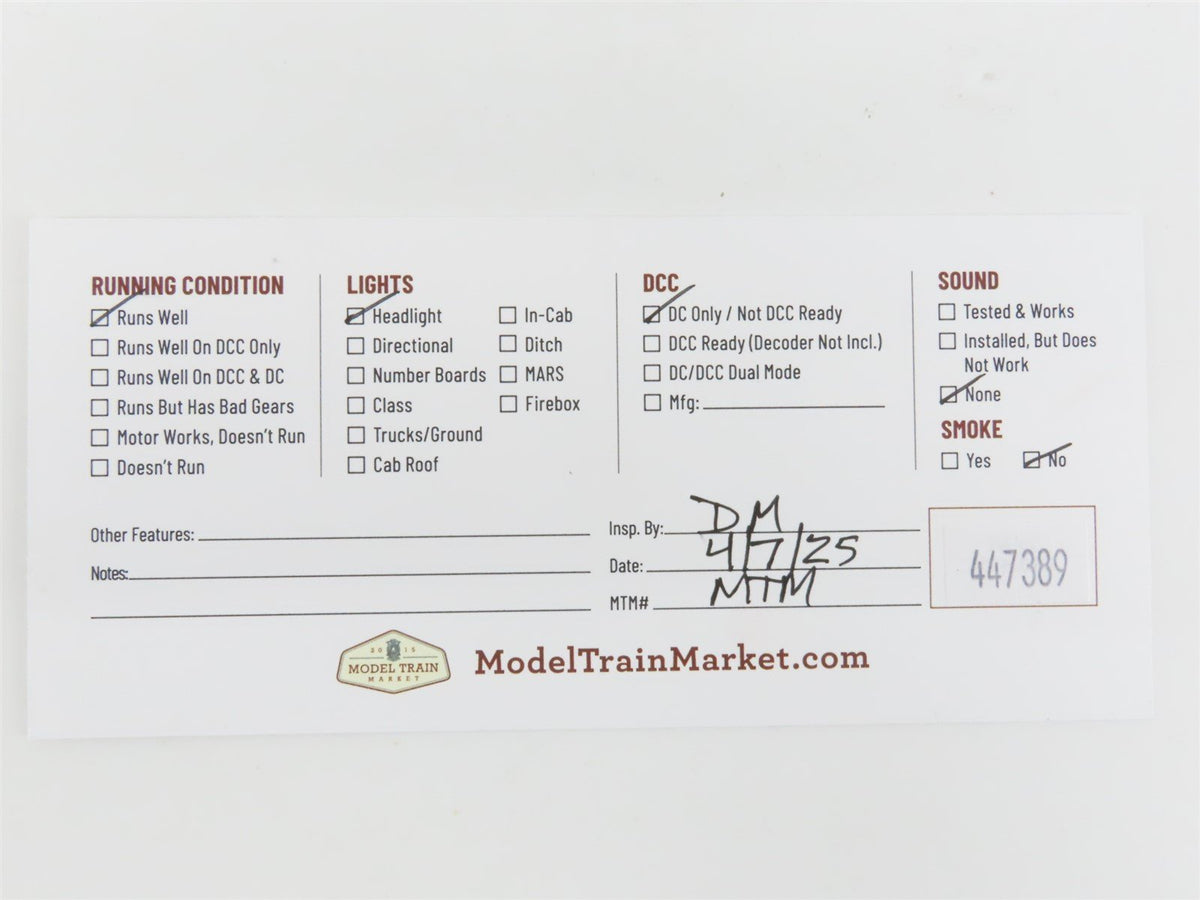 RUNNING CONDITION
Runs Well
Runs Well On DCC Only
Runs Well On DCC & DC
Runs But Has Bad Gears
Motor Works, Doesn't Run
Doesn't Run
LIGHTS
Headlight
Directional
Number Boards
Class
Trucks/Ground
Cab Roof
In-Cab
Ditch
MARS
Firebox
DCC
DC Only / Not DCC Ready
DCC Ready (Decoder Not Incl.)
DC/DCC Dual Mode
Mfg:
SOUND
Tested & Works
Installed, But Does
Not Work
None
SMOKE
Yes No
Other Features:
Notes:
Insp. By: DM
Date: 4/7/25
MTM# MTM
447389
2015
MODEL TRAIN
MARKET
ModelTrainMarket.com